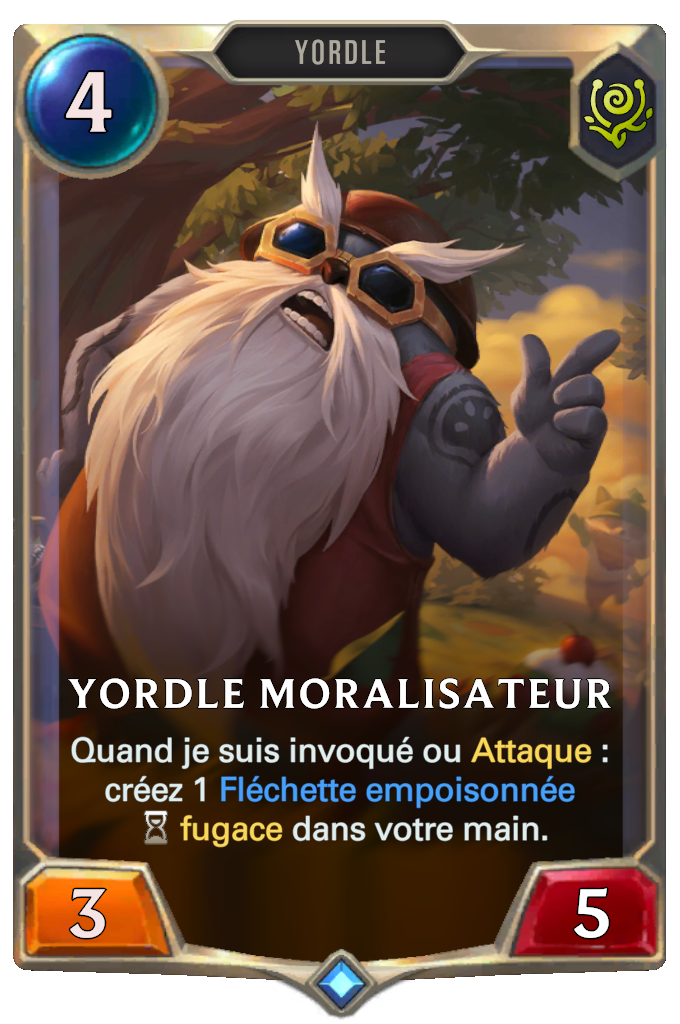 YORDLE
4
YORDLE MORALISATEUR
Quand je suis invoqué ou Attaque :
créez 1 Fléchette empoisonnée
fugace dans votre main.
3
5